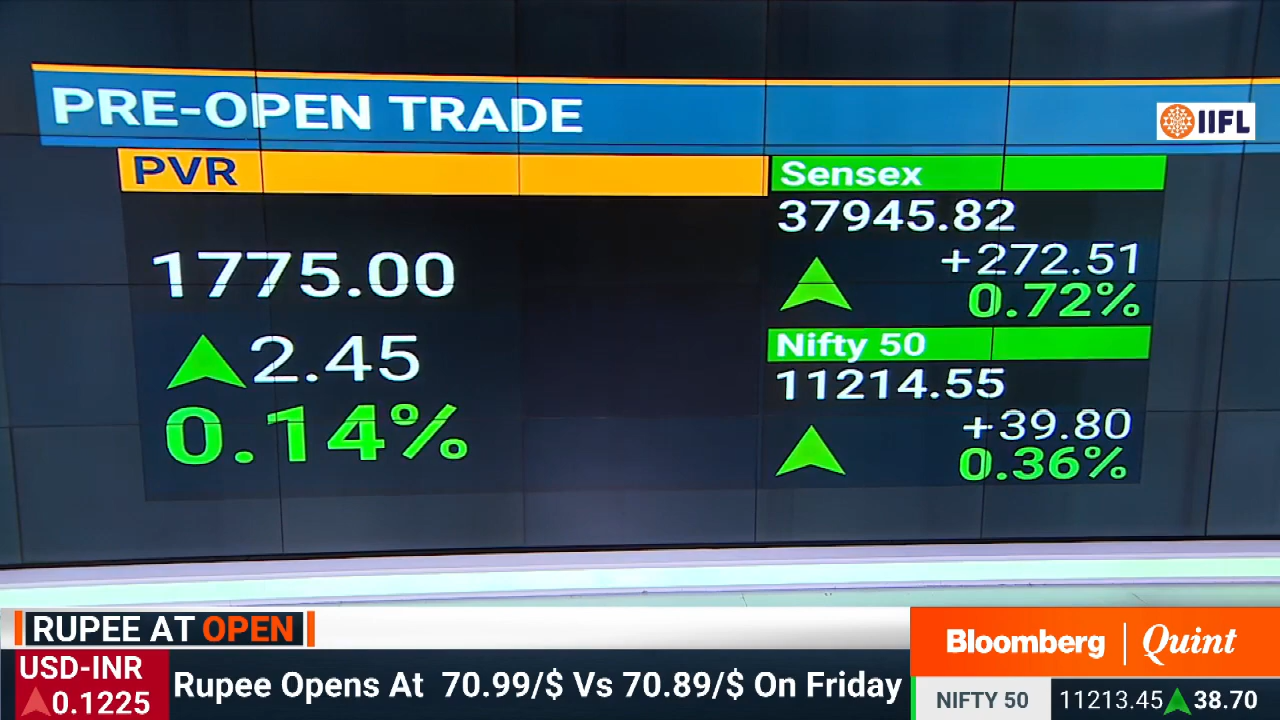 PRE-OPEN TRADE
IIFL
PVR
1775.00
2.45
0.14%
Sensex
37945.82
+272.51
0.72%
Nifty 50
11214.55
+39.80
0.36%
RUPEE AT OPEN
USD-INR
0.1225
Rupee Opens At 70.99/$ Vs 70.89/$ On Friday
Bloomberg | Quint
NIFTY 50 11213.45 38.70